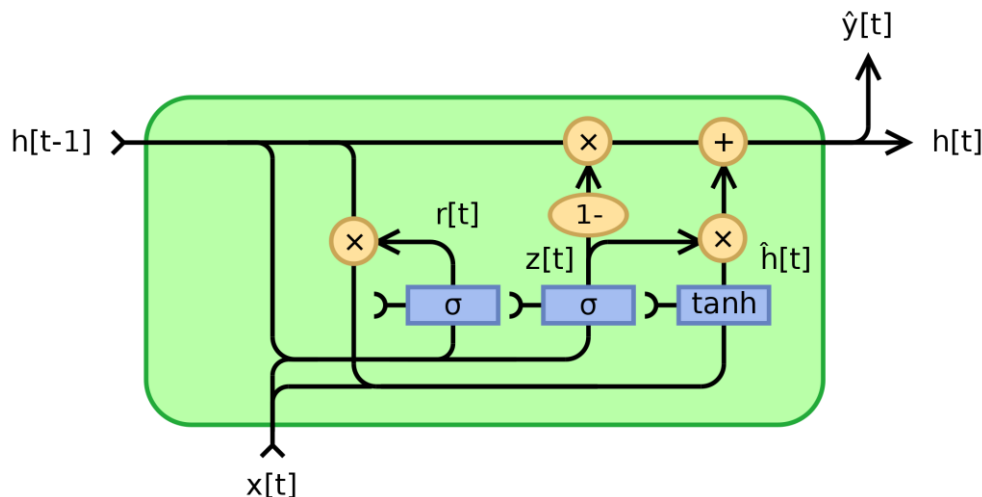 ŷ[t]
h[t-1]
×
+
h[t]
r[t]
1-
×
z[t]
×
ĥ[t]
σ
σ
tanh
x[t]